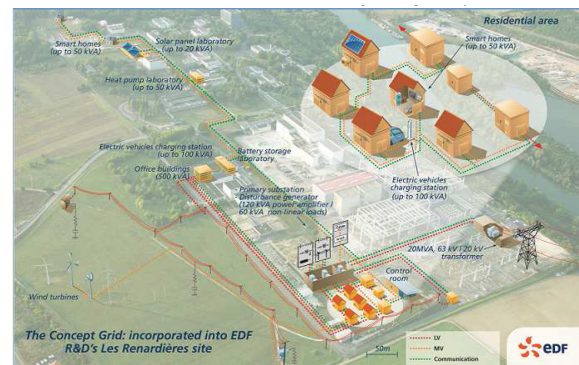 Residential area
Smart homes
(up to 50 kVA)
Solar panel laboratory
(up to 20 kVA)
Smart homes
(up to 50 kVA)
Heat pump laboratory
(up to 50 kVA)
Electric vehicles charging station
(up to 100 kVA)
Battery storage
laboratory
Office buildings
(500 kVA)
Electric vehicles
charging station
(up to 100 kVA)
Primary substation
Disturbance generator
(120 kVA power amplifier /
60 kVA non-linear loads)
20MVA, 63 kV / 20 kV
transformer
Control
room
Wind turbines
The Concept Grid: incorporated into EDF
R&D's Les Renardières site
50m
LV
MV
Communication
eDF